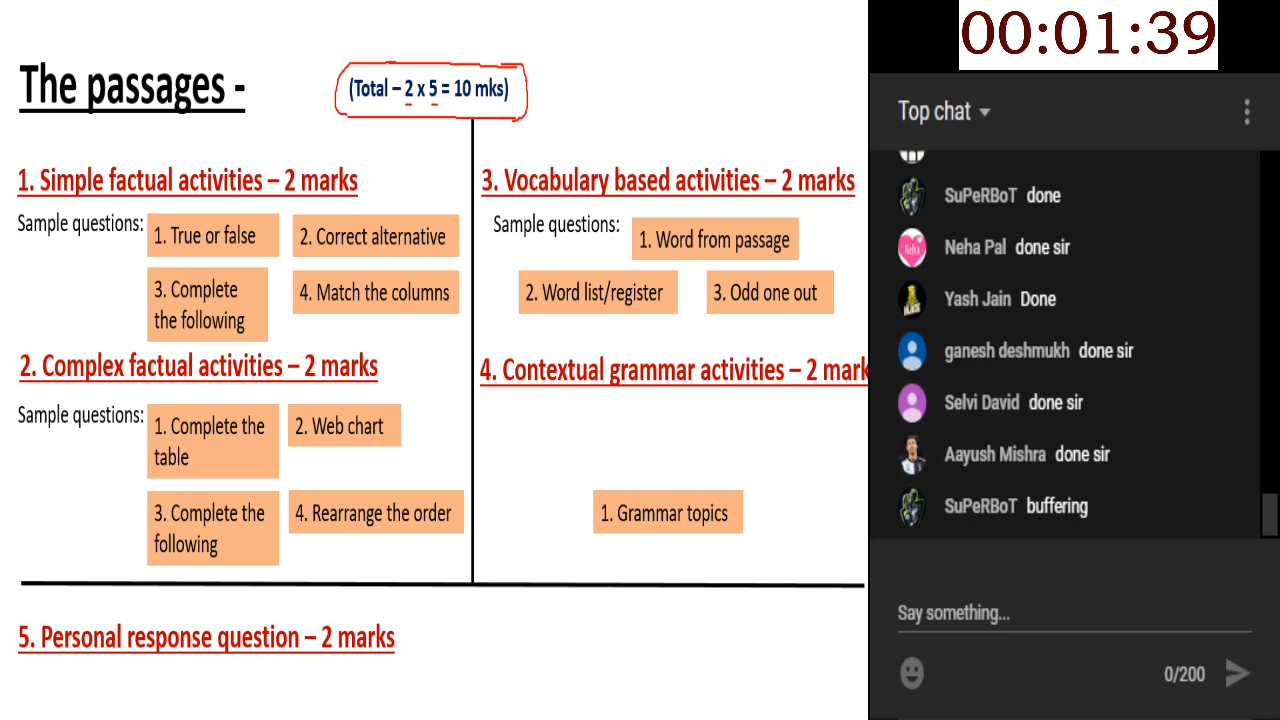 The passages -
(Total – 2 x 5 = 10 mks)
1. Simple factual activities – 2 marks
Sample questions:
1. True or false
2. Correct alternative
3. Complete
the following
4. Match the columns
2. Complex factual activities – 2 marks
Sample questions:
1. Complete the
table
2. Web chart
3. Complete the
following
4. Rearrange the order
3. Vocabulary based activities – 2 marks
Sample questions:
1. Word from passage
2. Word list/register
3. Odd one out
4. Contextual grammar activities – 2 mark
1. Grammar topics
5. Personal response question – 2 marks
00:01:39
Top chat
SuPeRBoT done
Neha Pal done sir
Yash Jain Done
ganesh deshmukh done sir
Selvi David done sir
Aayush Mishra done sir
SuPeRBoT buffering
Say something...
0/200